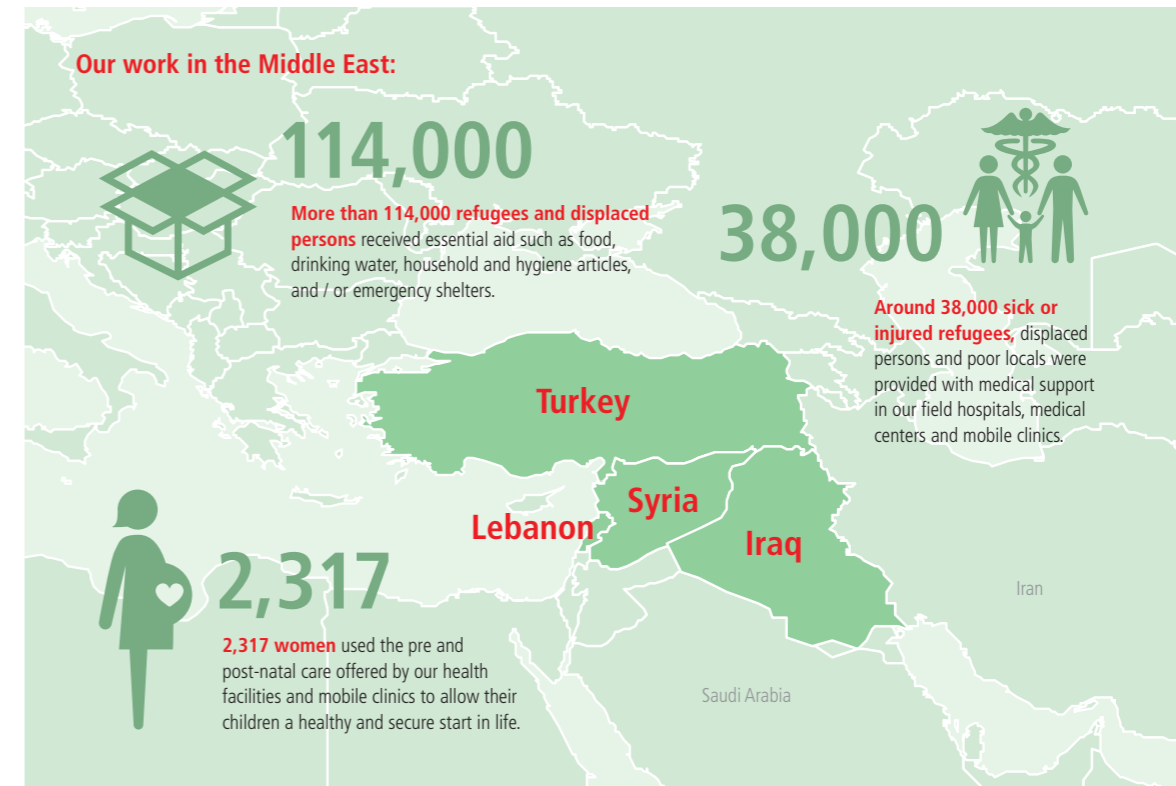 Our work in the Middle East:
114,000
More than 114,000 refugees and displaced
persons received essential aid such as food,
drinking water, household and hygiene articles,
and / or emergency shelters.
38,000
Around 38,000 sick or
injured refugees, displaced
persons and poor locals were
provided with medical support
in our field hospitals, medical
centers and mobile clinics.
Turkey
Syria
Lebanon
Iraq
Iran
Saudi Arabia
2,317
2,317 women used the pre and
post-natal care offered by our health
facilities and mobile clinics to allow their
children a healthy and secure start in life.